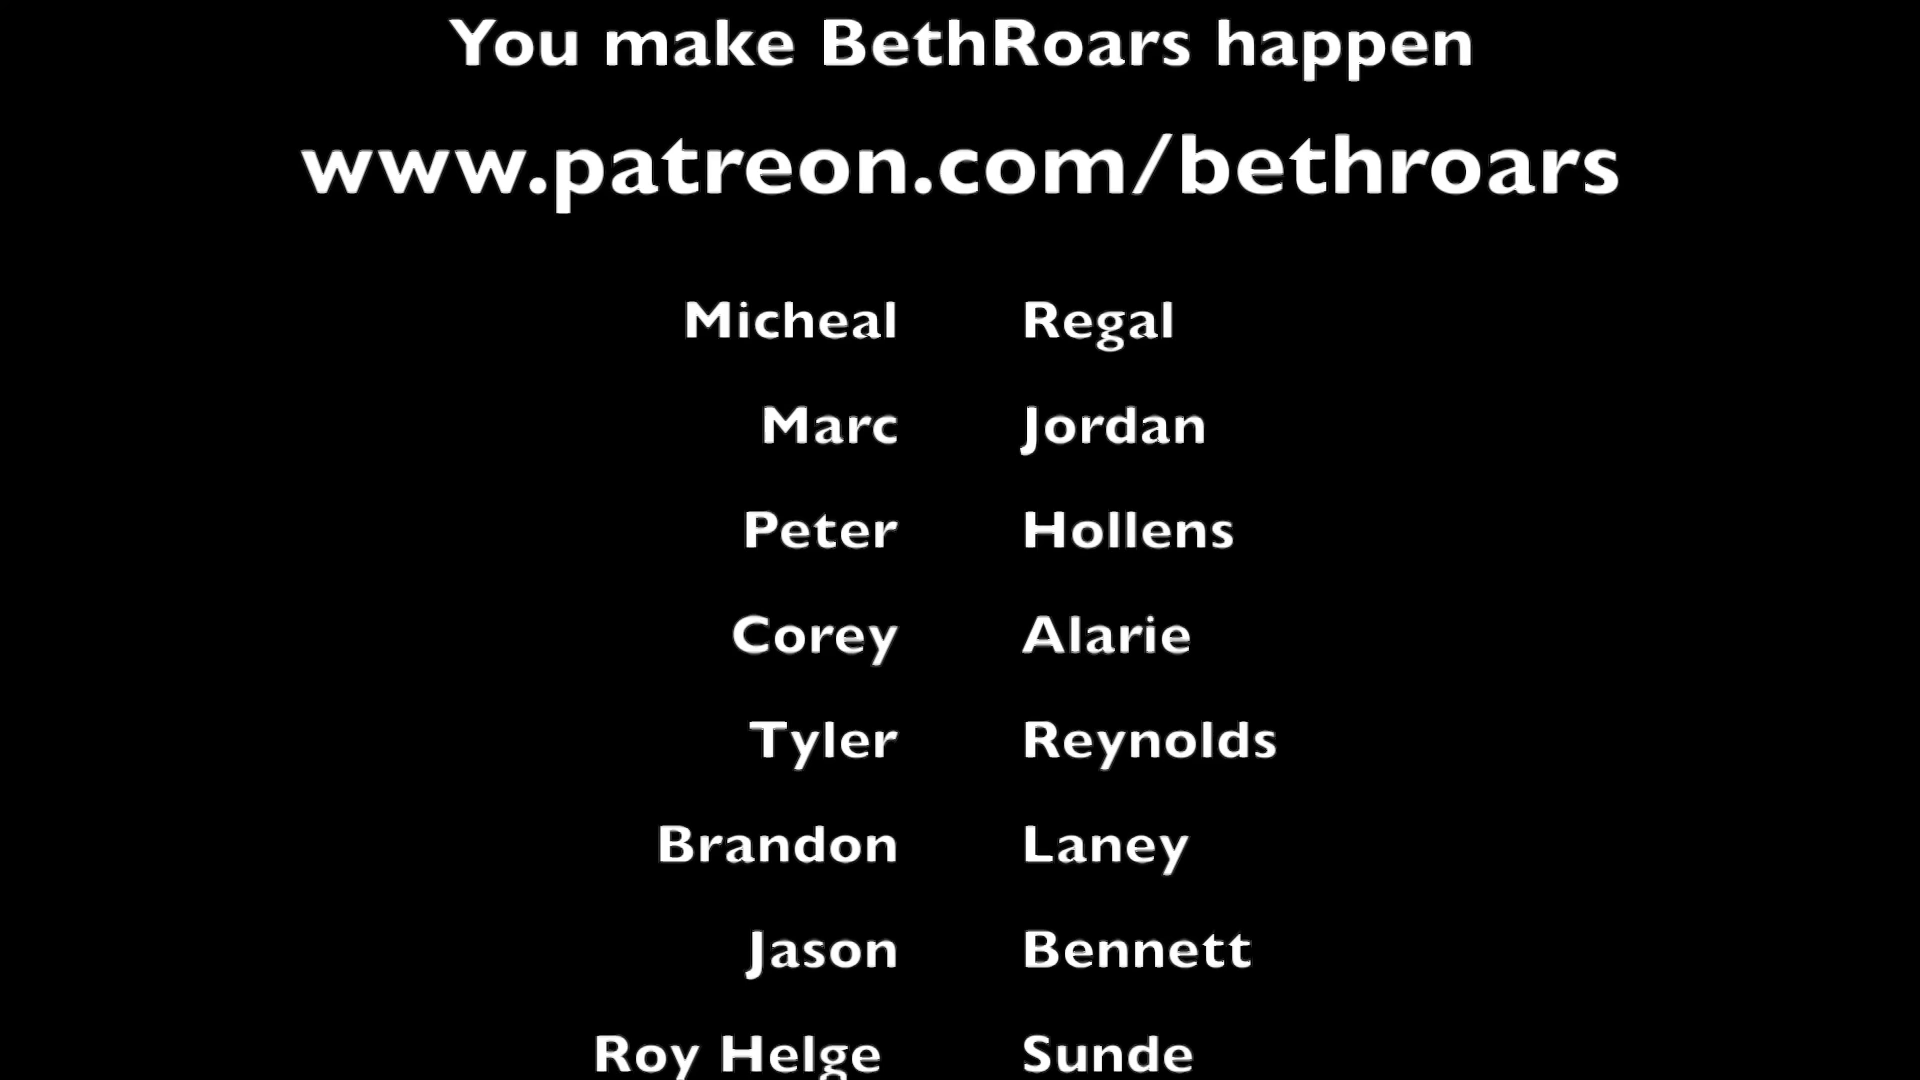 You make BethRoars happen
www.patreon.com/bethroars
Micheal Regal
Marc Jordan
Peter Hollens
Corey Alarie
Tyler Reynolds
Brandon Laney
Jason Bennett
Roy Helge Sunde